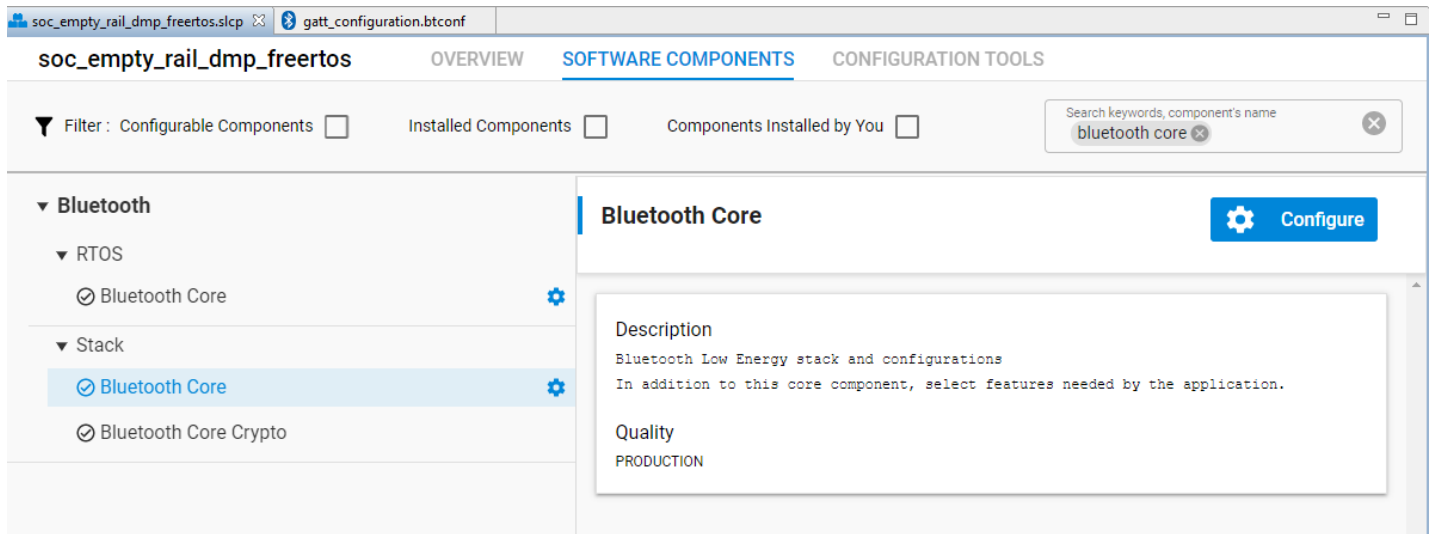 soc_empty_rail_dmp_freertos.slcp gatt_configuration.btconf
soc_empty_rail_dmp_freertos OVERVIEW SOFTWARE COMPONENTS CONFIGURATION TOOLS
Filter : Configurable Components Installed Components Components Installed by You
Search keywords, component's name
bluetooth core
Bluetooth
RTOS
Bluetooth Core
Stack
Bluetooth Core
Bluetooth Core Crypto
Bluetooth Core
Configure
Description
Bluetooth Low Energy stack and configurations
In addition to this core component, select features needed by the application.
Quality
PRODUCTION